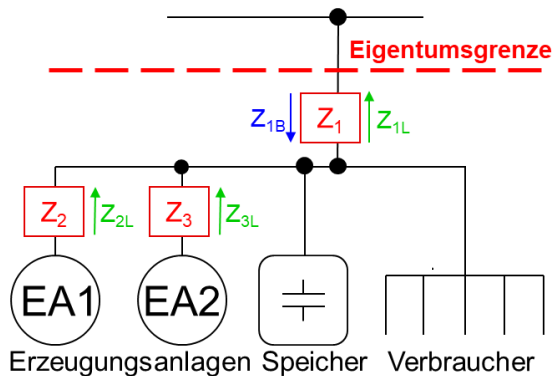 Eigentumsgrenze
Z1B Z1 Z1L
Z2 Z2L Z3 Z3L
EA1 EA2
Erzeugungsanlagen Speicher Verbraucher